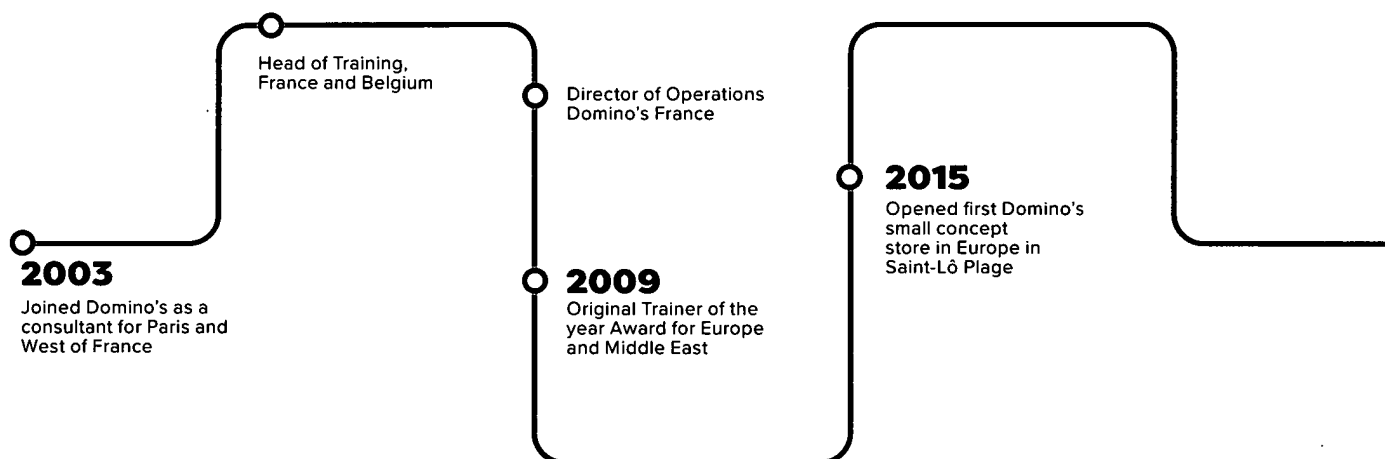 Head of Training,
France and Belgium
Director of Operations
Domino's France
2003
Joined Domino's as a
consultant for Paris and
West of France
2009
Original Trainer of the
year Award for Europe
and Middle East
2015
Opened first Domino's
small concept
store in Europe in
Saint-Lô Plage